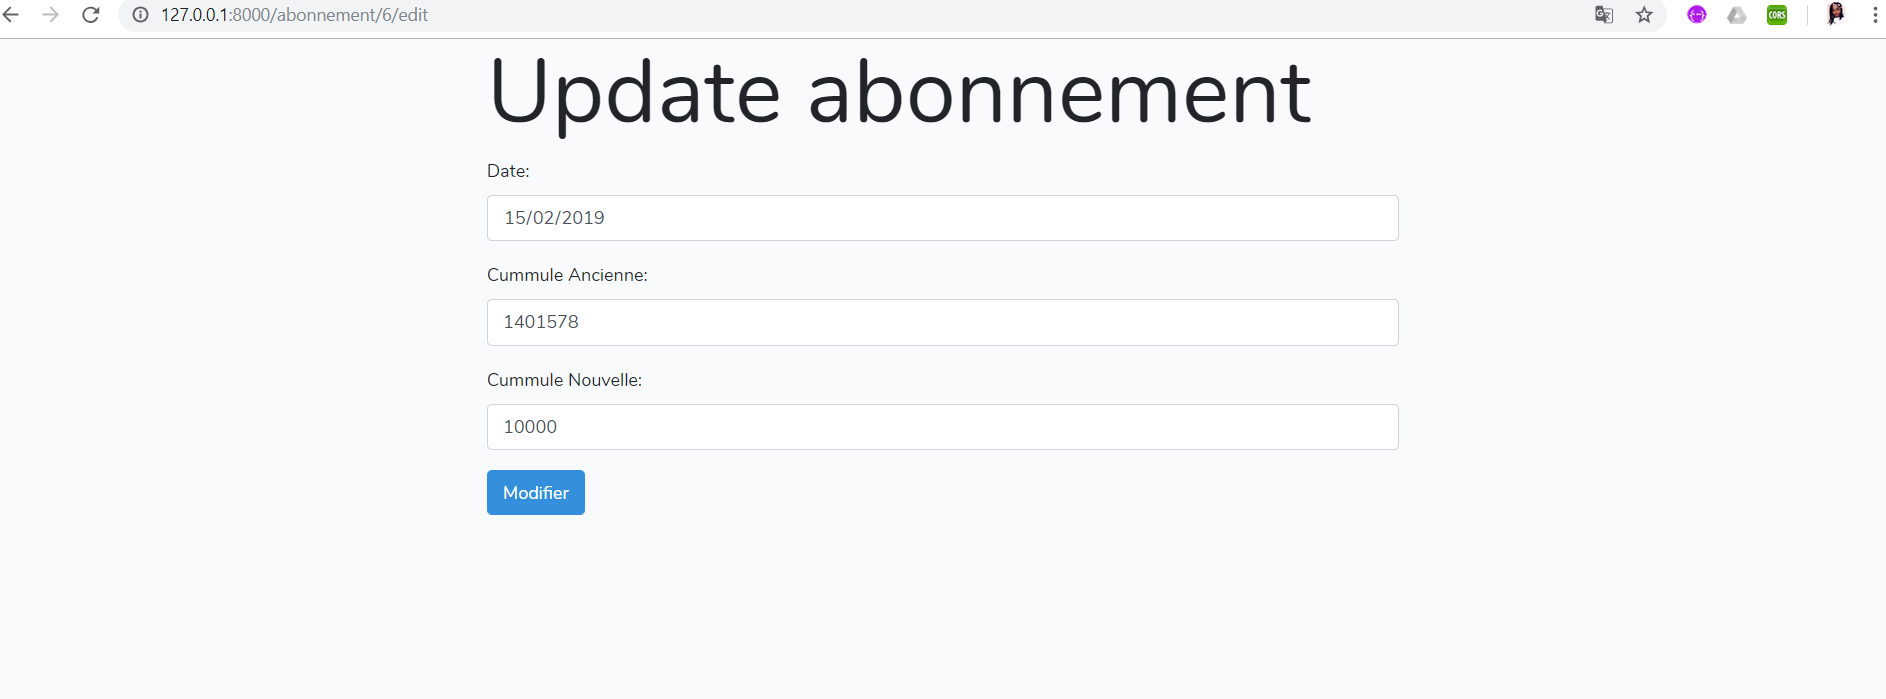 127.0.0.1:8000/abonnement/6/edit
CORS
Update abonnement
Date:
15/02/2019
Cummule Ancienne:
1401578
Cummule Nouvelle:
10000
Modifier